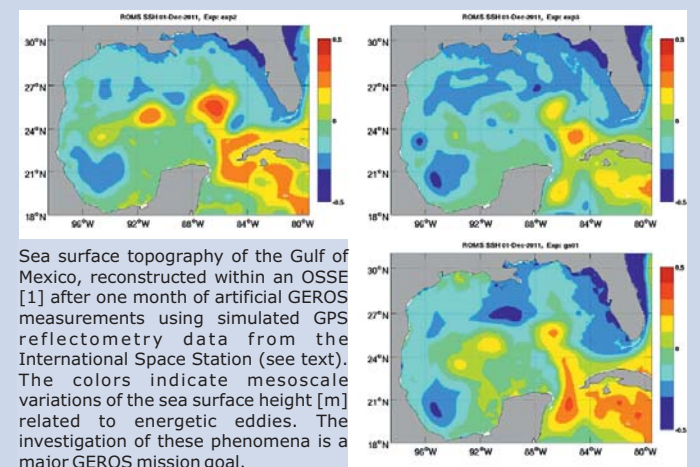 ROMS SSH 01-Dec-2011, Expr exp2
30°N
27°N
24°N
21°N
18°N
96°W 92°W 88°W 84°W 80°W
0.5
0
-0.5
ROMS SSH 01-Dec-2011, Expr exp3
30°N
27°N
24°N
21°N
18°N
96°W 92°W 88°W 84°W 80°W
0.5
0
-0.5
Sea surface topography of the Gulf of
Mexico, reconstructed within an OSSE
[1] after one month of artificial GEROS
measurements using simulated GPS
reflectometry data from the
International Space Station (see text).
The colors indicate mesoscale
variations of the sea surface height [m]
related to energetic eddies. The
investigation of these phenomena is a
major GEROS mission goal.
ROMS SSH 01-Dec-2011, Expr
30°N
27°N
24°N
21°N
18°N
96°W 92°W 88°W 84°W 80°W
0.5
0
-0.5